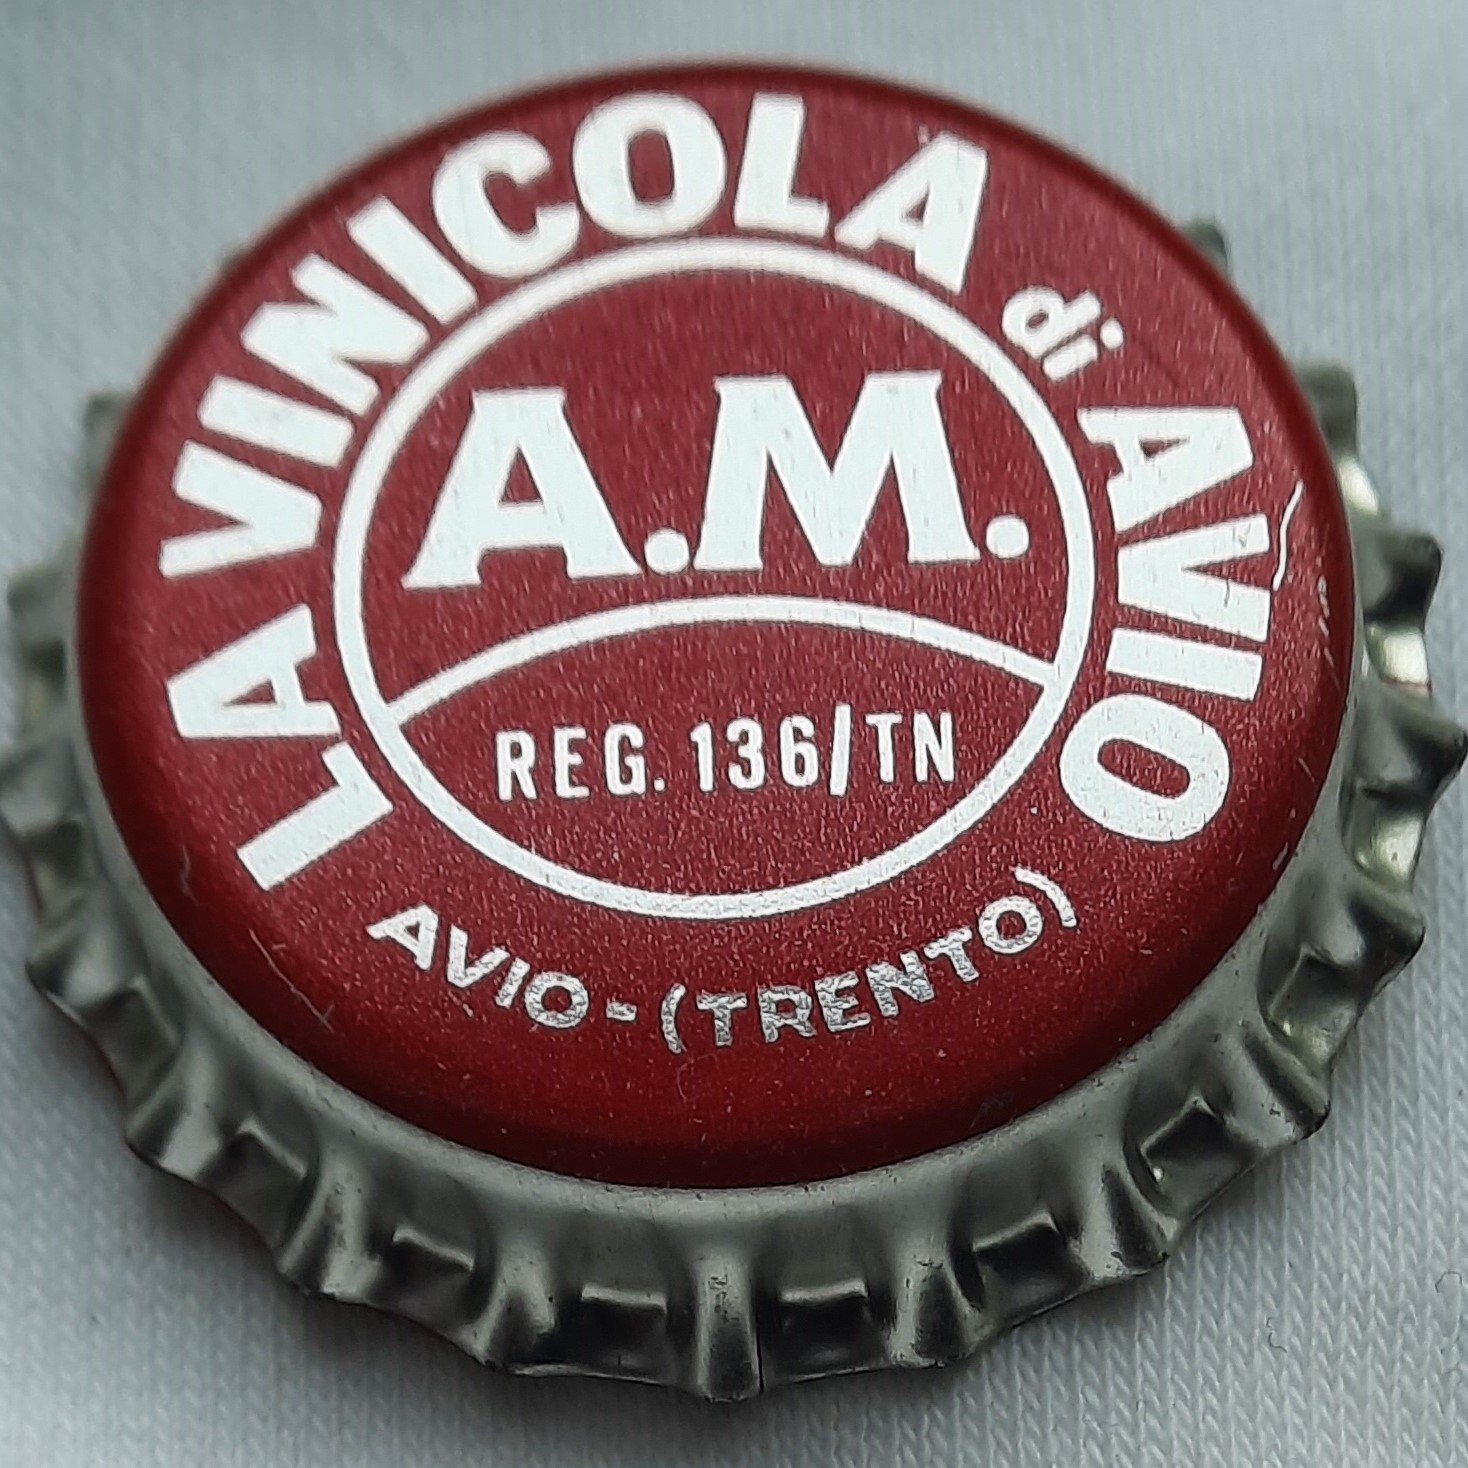 LA VINICOLA di AVIO
A.M.
REG. 136/TN
AVIO-(TRENTO)